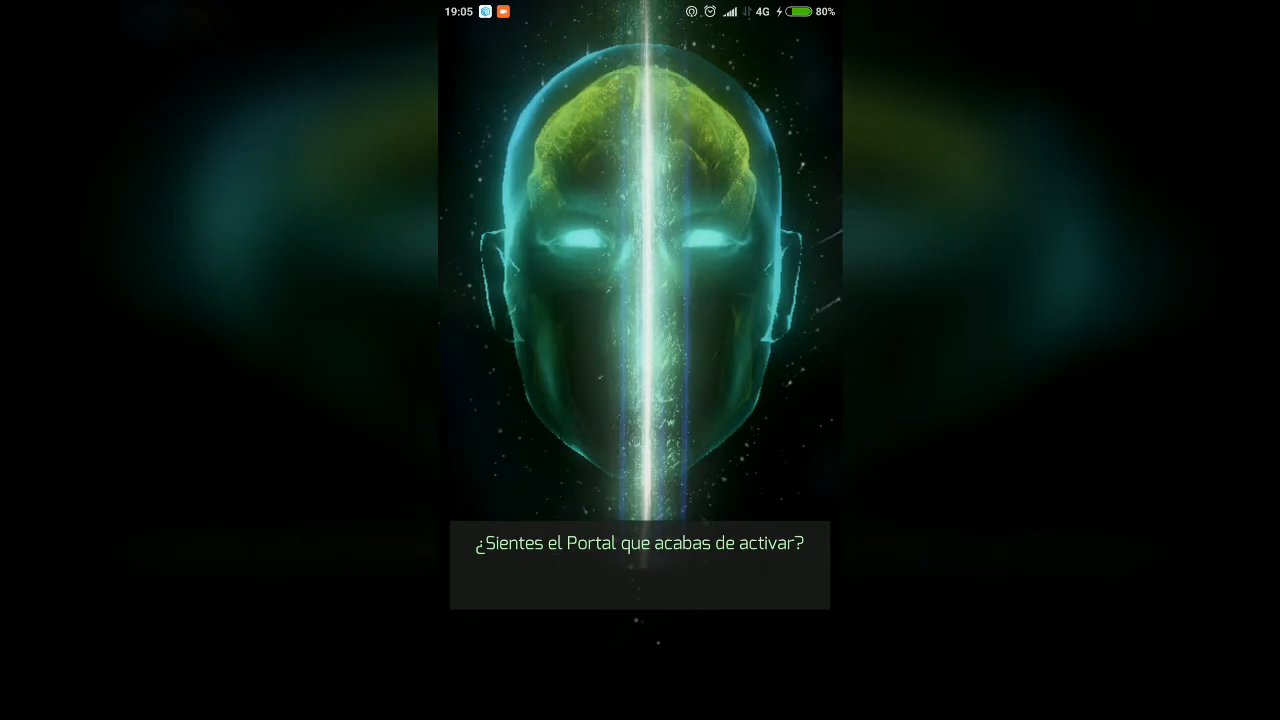 19:05 4G 80%
¿Sientes el Portal que acabas de activar?